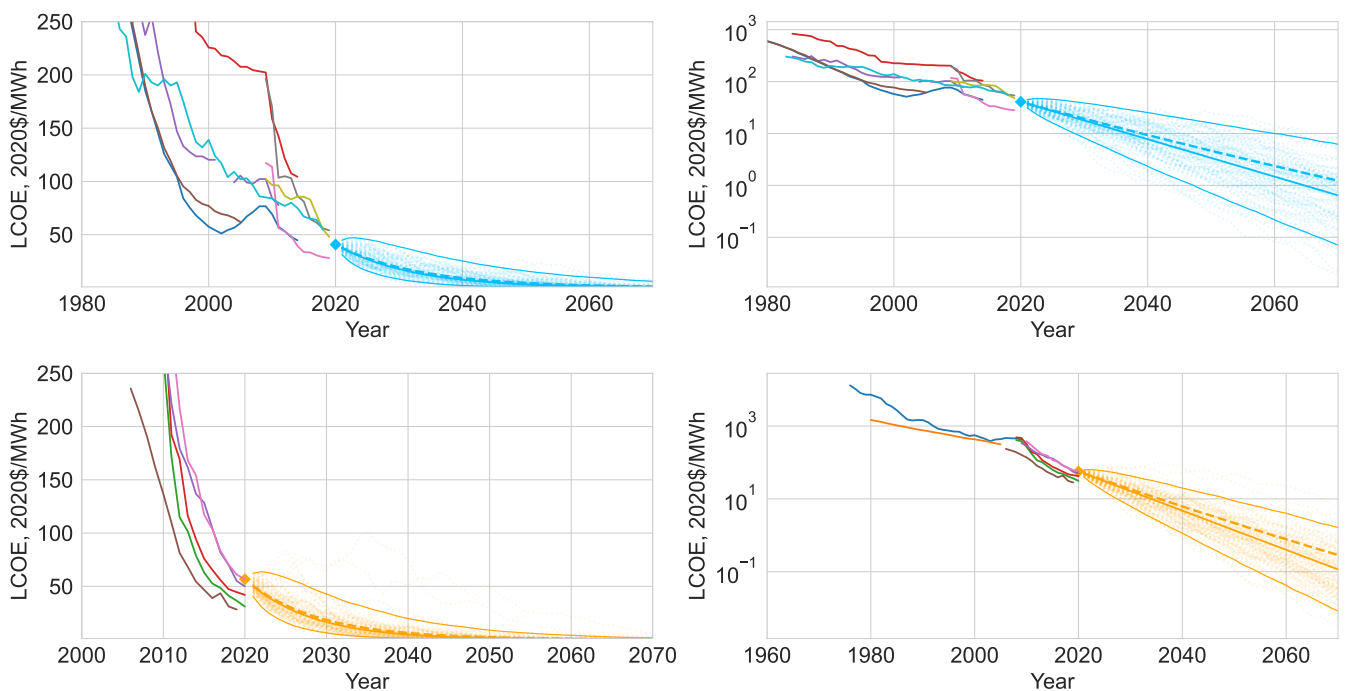 LCOE, 2020$/MWh
250
200
150
100
50
1980 2000 2020 2040 2060
Year
LCOE, 2020$/MWh
10³
10²
10¹
10⁰
10⁻¹
1980 2000 2020 2040 2060
Year
LCOE, 2020$/MWh
250
200
150
100
50
2000 2010 2020 2030 2040 2050 2060 2070
Year
LCOE, 2020$/MWh
10³
10¹
10⁻¹
1960 1980 2000 2020 2040 2060
Year